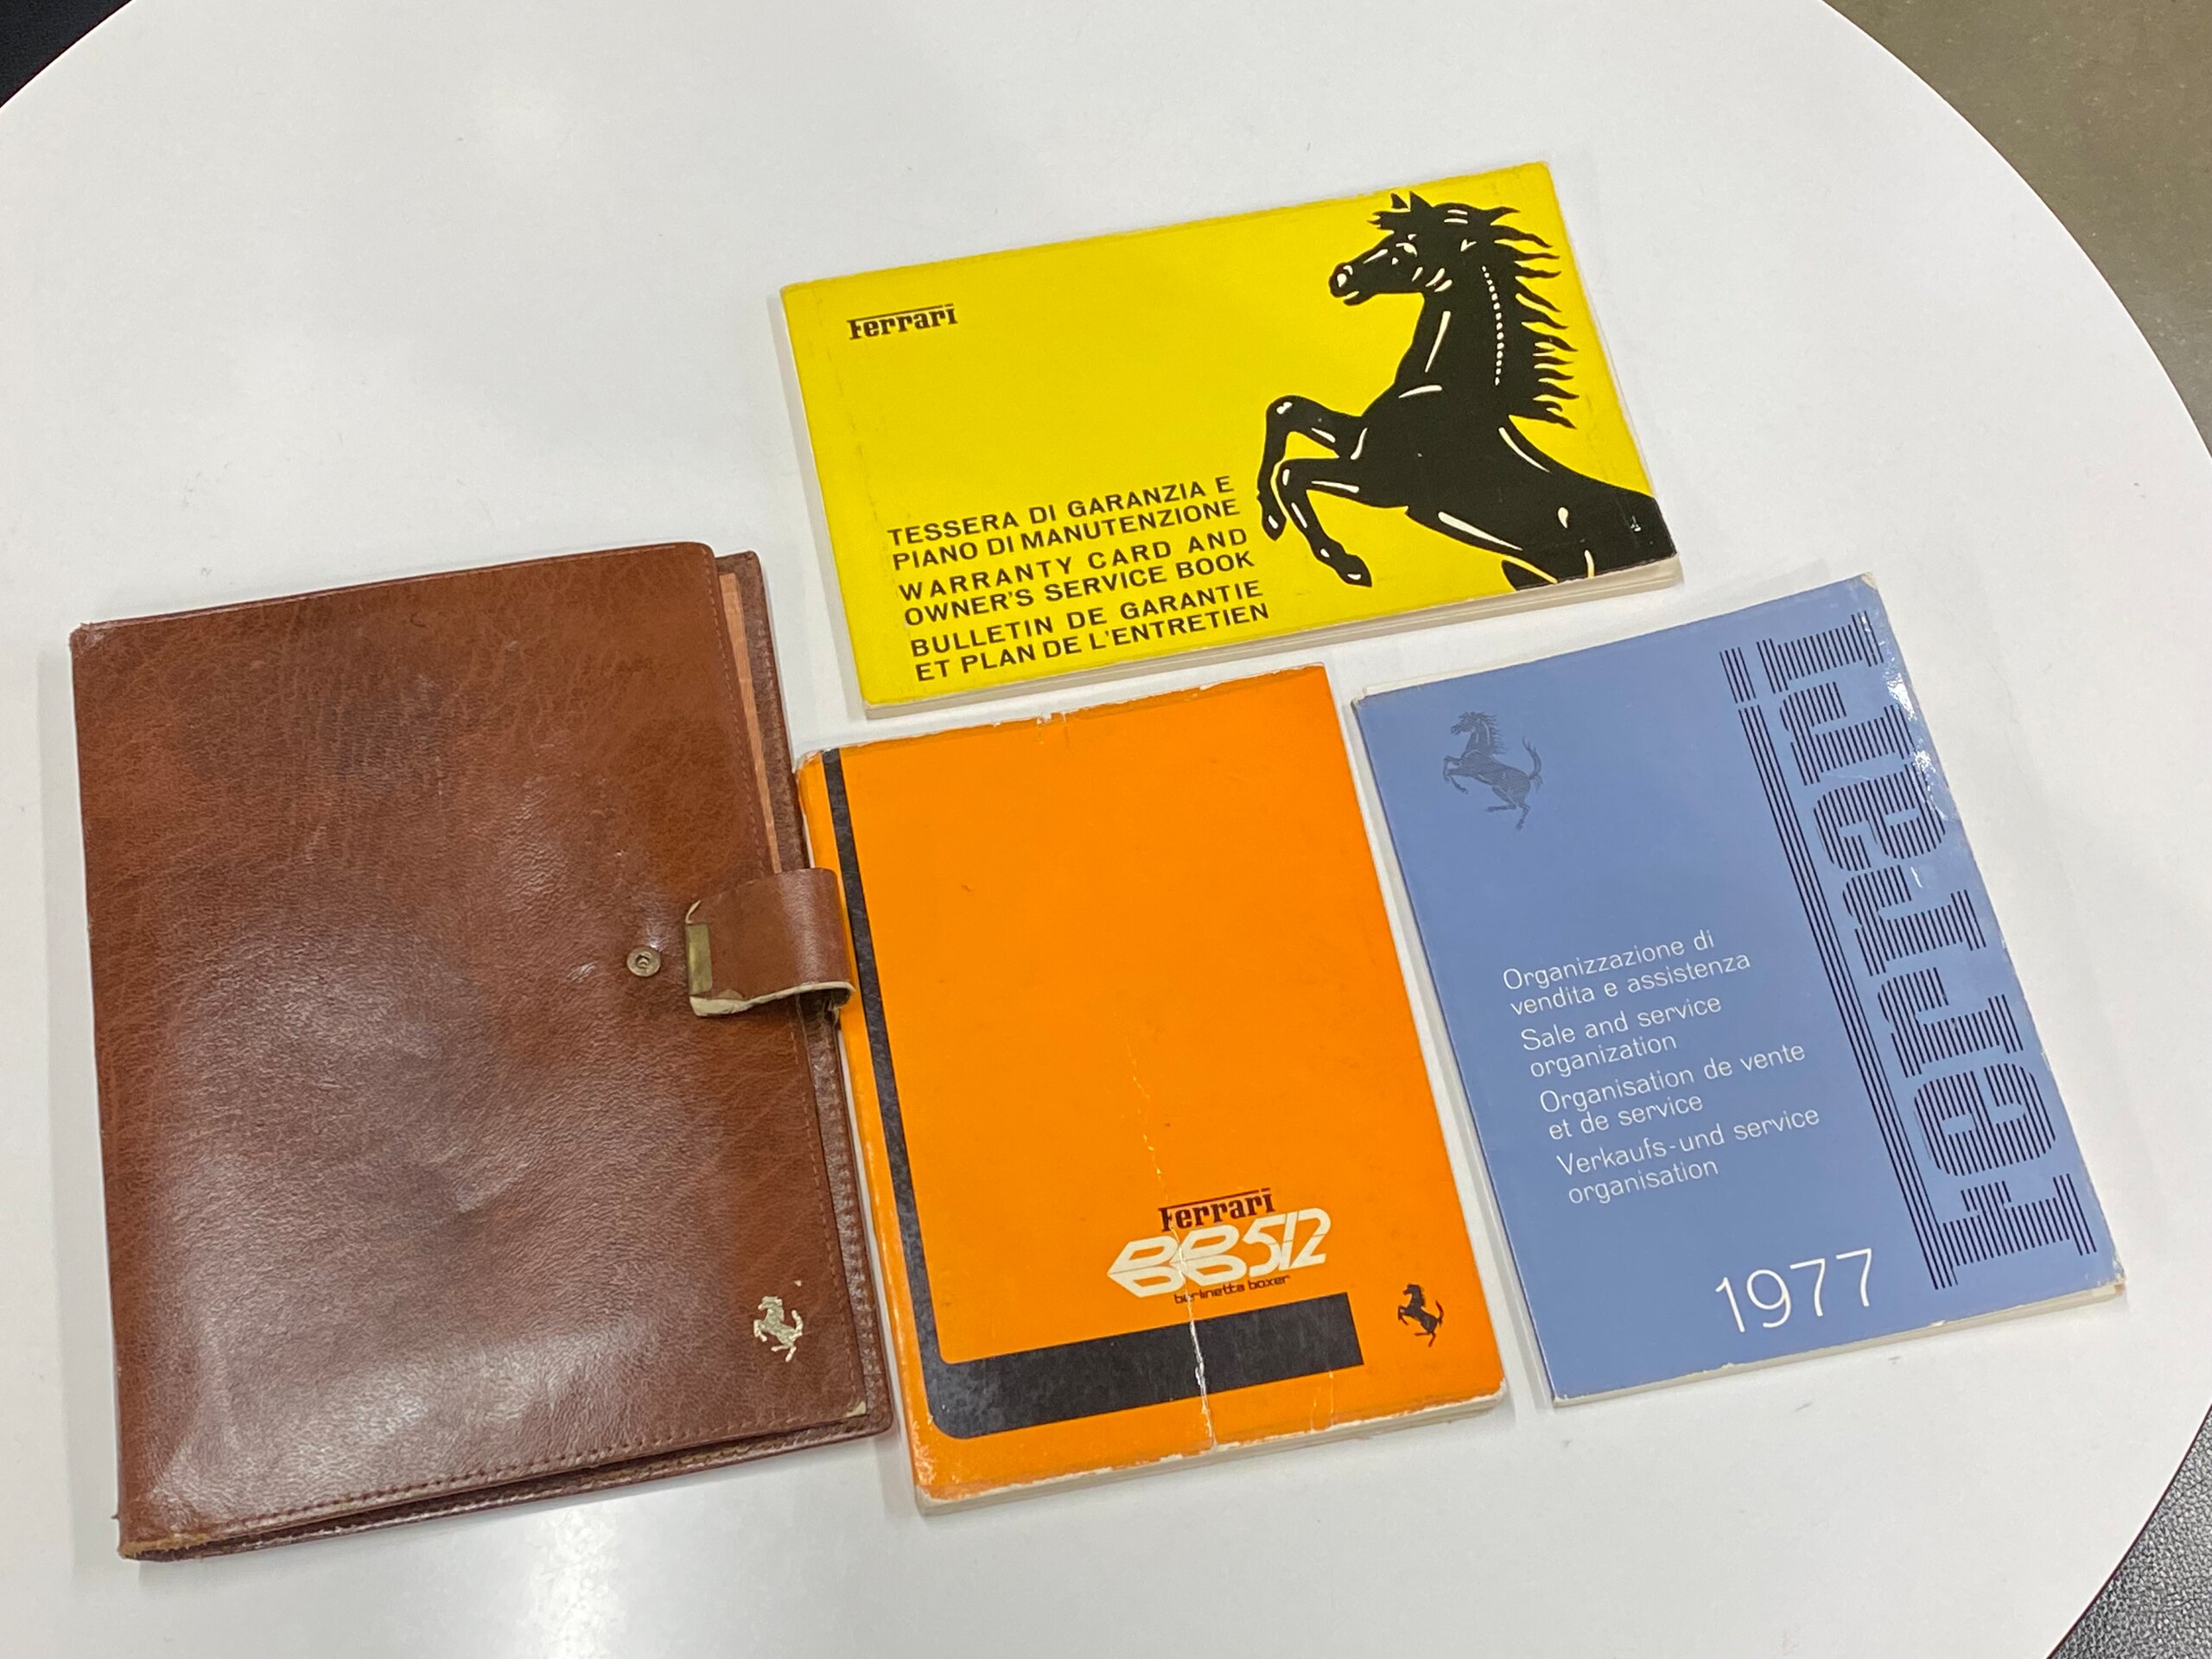 Ferrari
TESSERA DI GARANZIA E
PIANO DI MANUTENZIONE
WARRANTY CARD AND
OWNER'S SERVICE BOOK
BULLETIN DE GARANTIE
ET PLAN DE L'ENTRETIEN
Ferrari
BB512
berlinetta boxer
Ferrari
Organizzazione di
vendita e assistenza
Sale and service
organization
Organisation de vente
et de service
Verkaufs-und service
organisation
1977